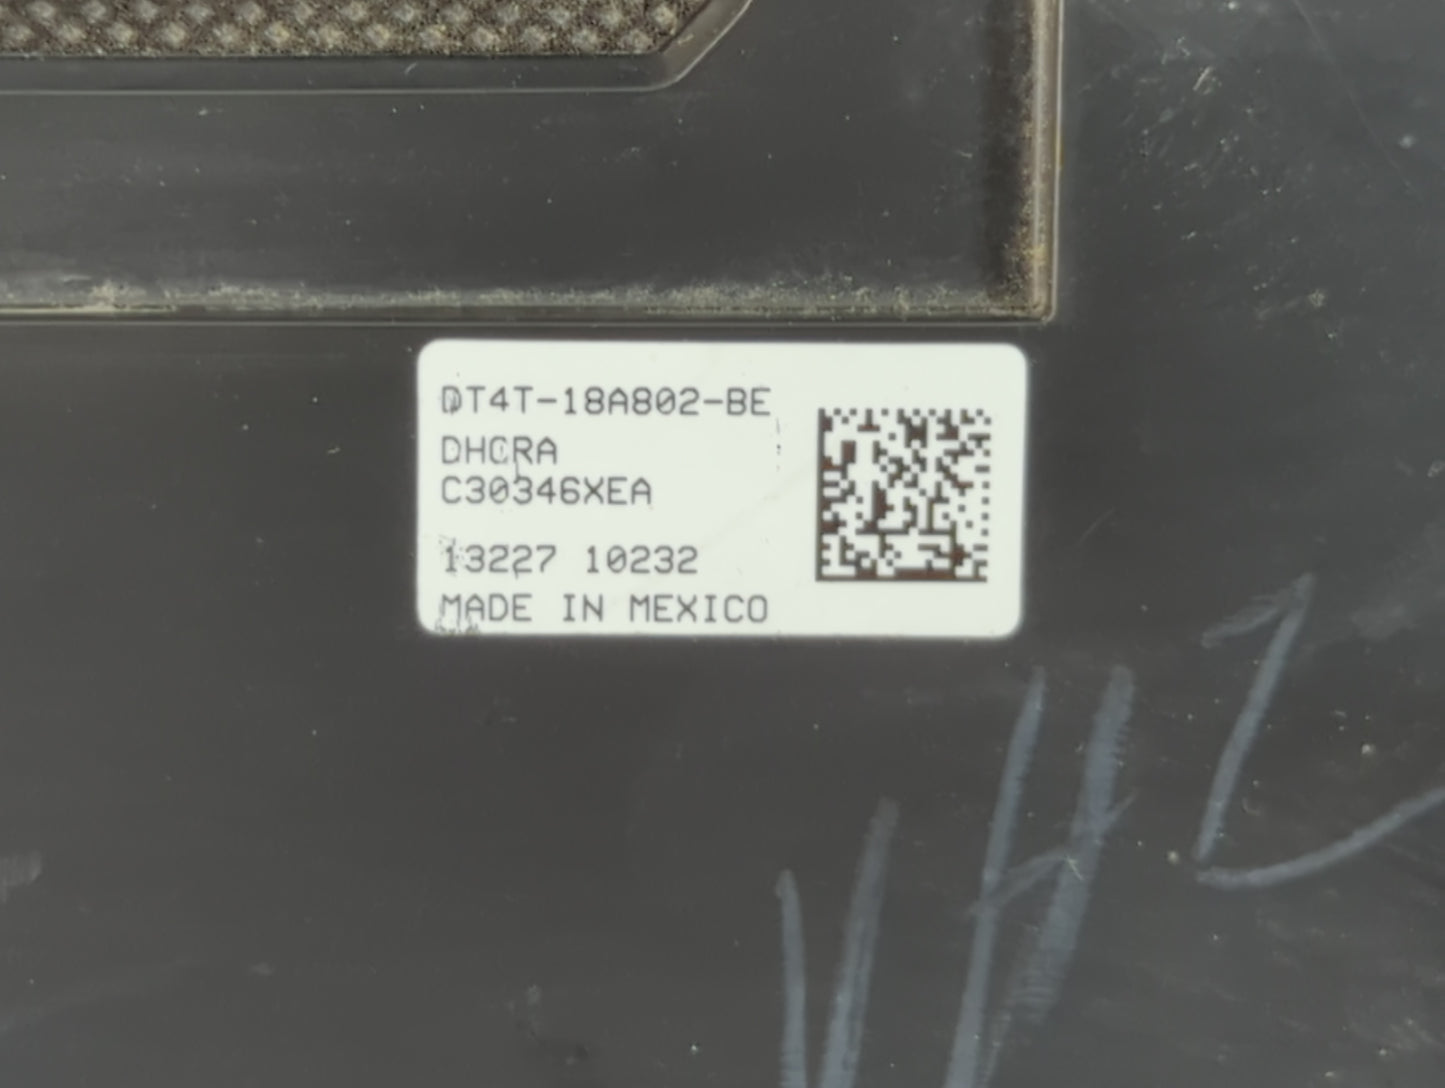 DT4T-18A802-BE
DHCRA
C30346XEA
13227 10232
MADE IN MEXICO